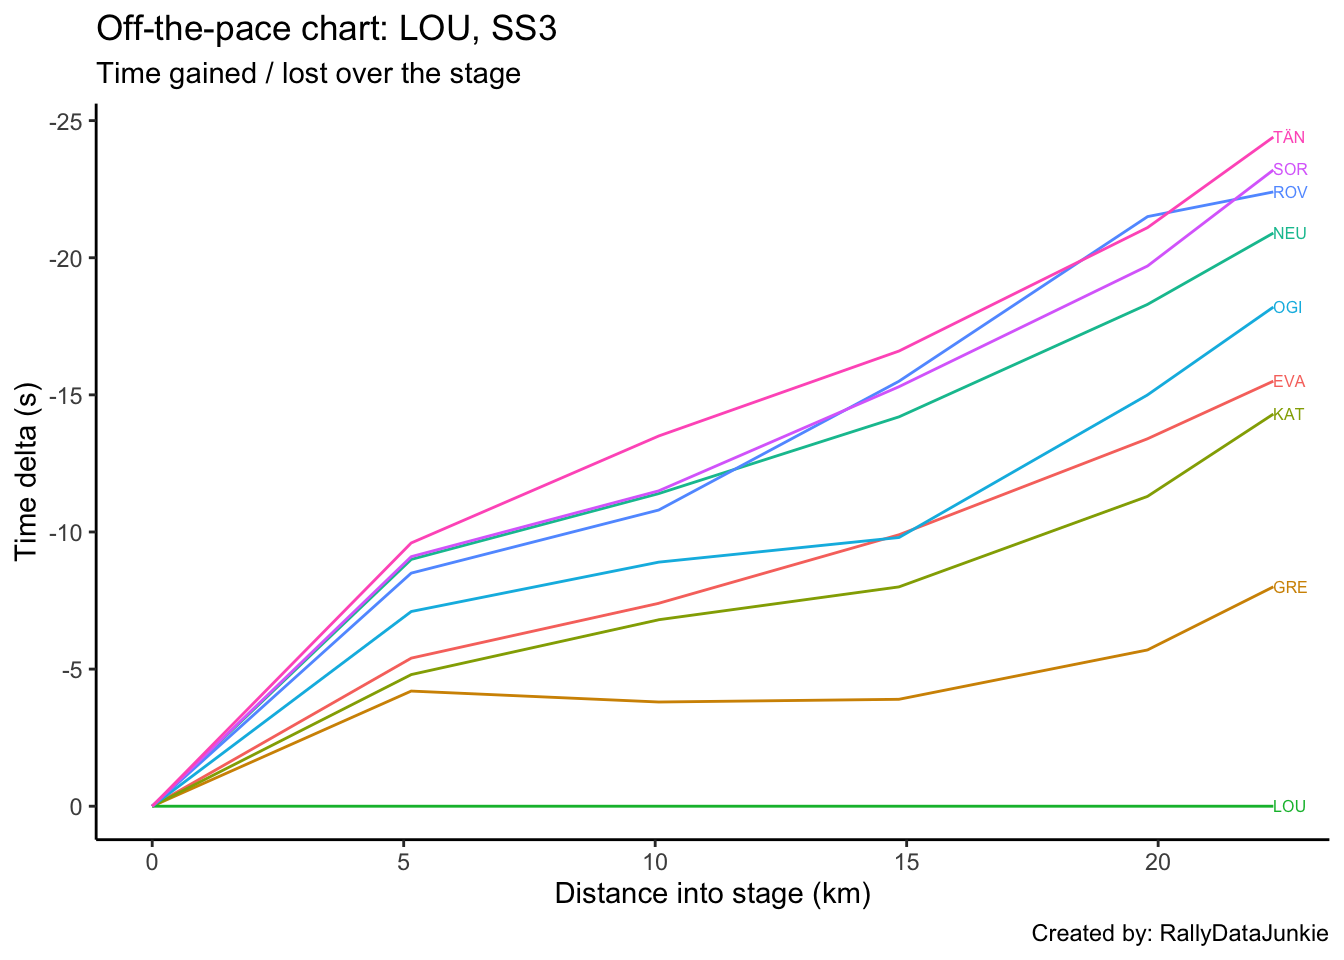 Off-the-pace chart: LOU, SS3
Time gained / lost over the stage
Time delta (s)
-25
-20
-15
-10
-5
0
TÄN
SOR
ROV
NEU
OGI
EVA
KAT
GRE
LOU
0 5 10 15 20
Distance into stage (km)
Created by: RallyDataJunkie